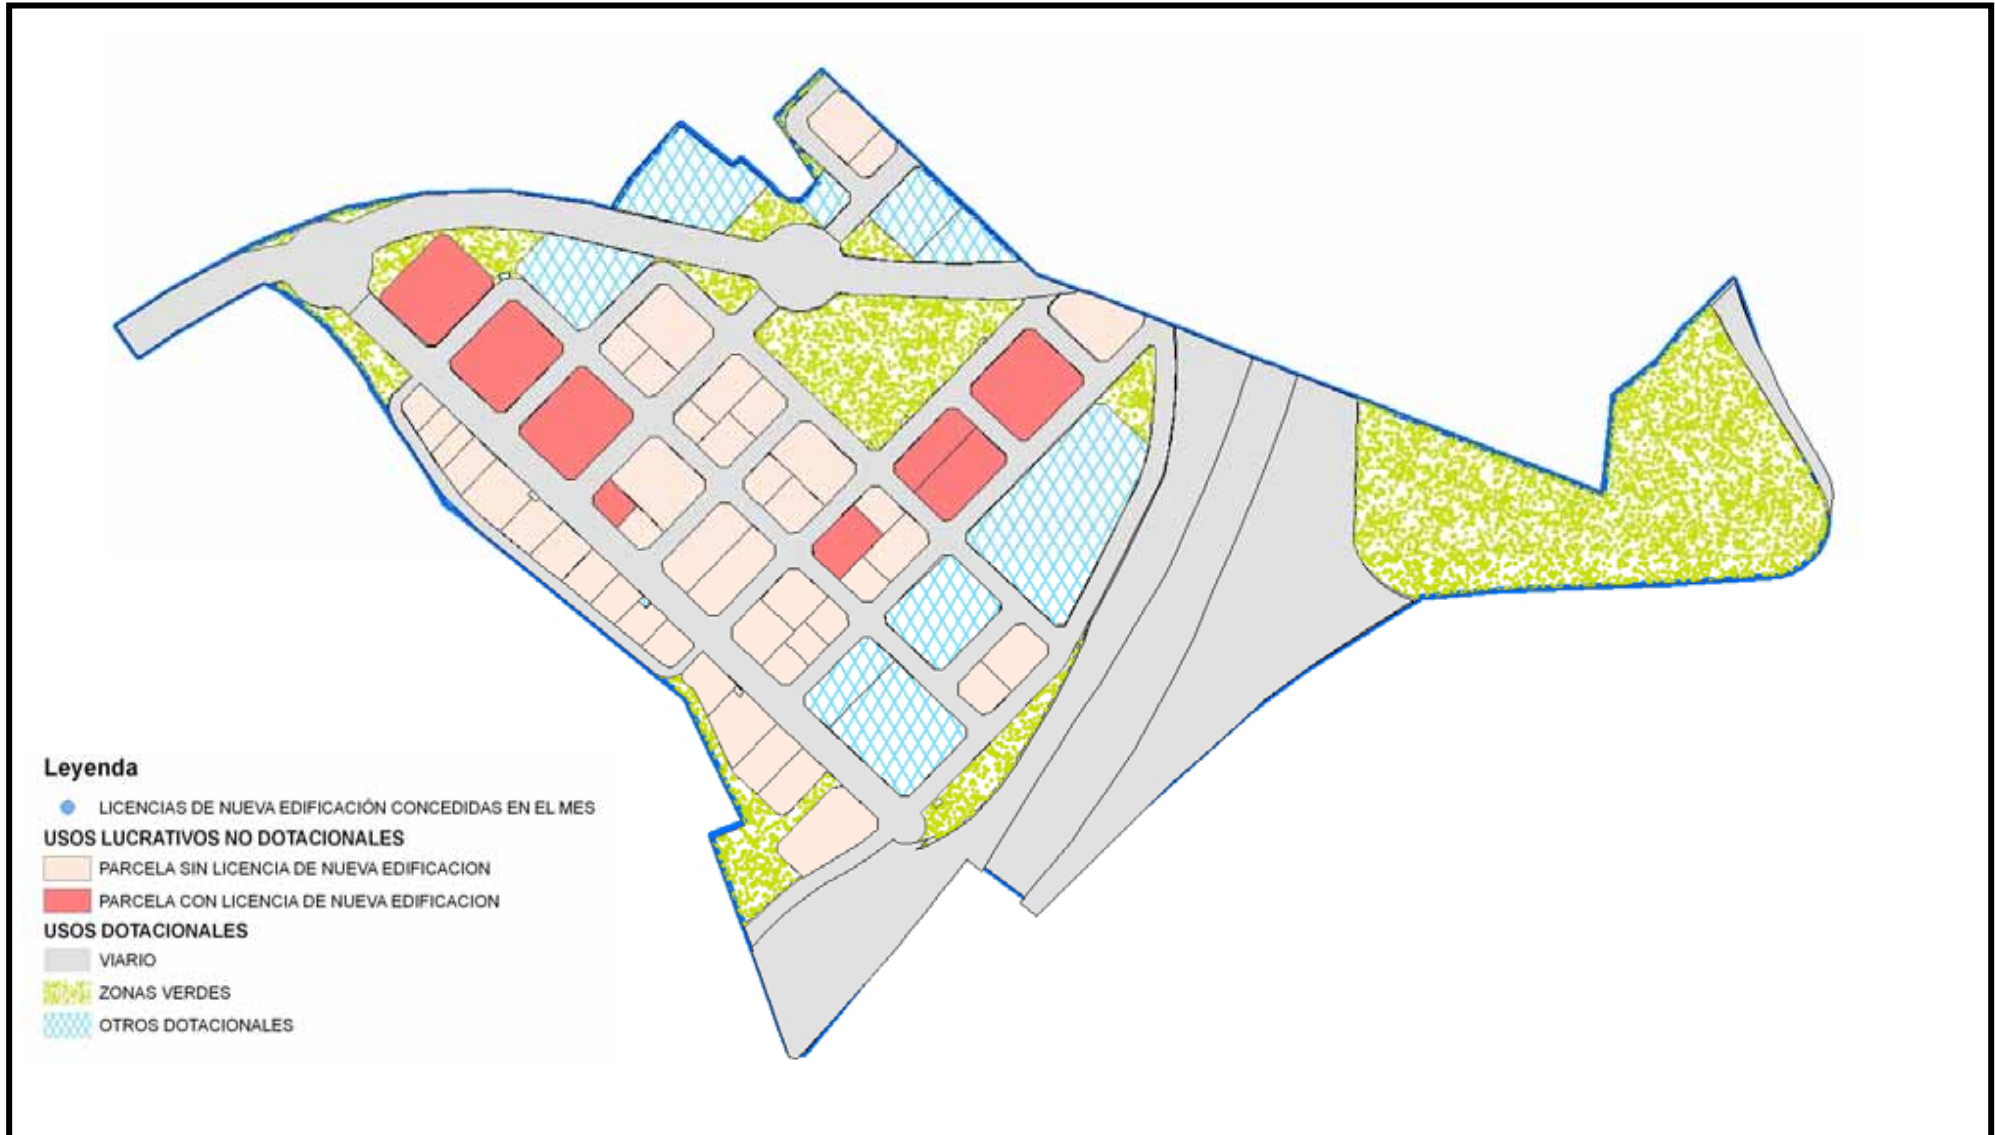 Leyenda
LICENCIAS DE NUEVA EDIFICACIÓN CONCEDIDAS EN EL MES
USOS LUCRATIVOS NO DOTACIONALES
PARCELA SIN LICENCIA DE NUEVA EDIFICACION
PARCELA CON LICENCIA DE NUEVA EDIFICACION
USOS DOTACIONALES
VIARIO
ZONAS VERDES
OTROS DOTACIONALES